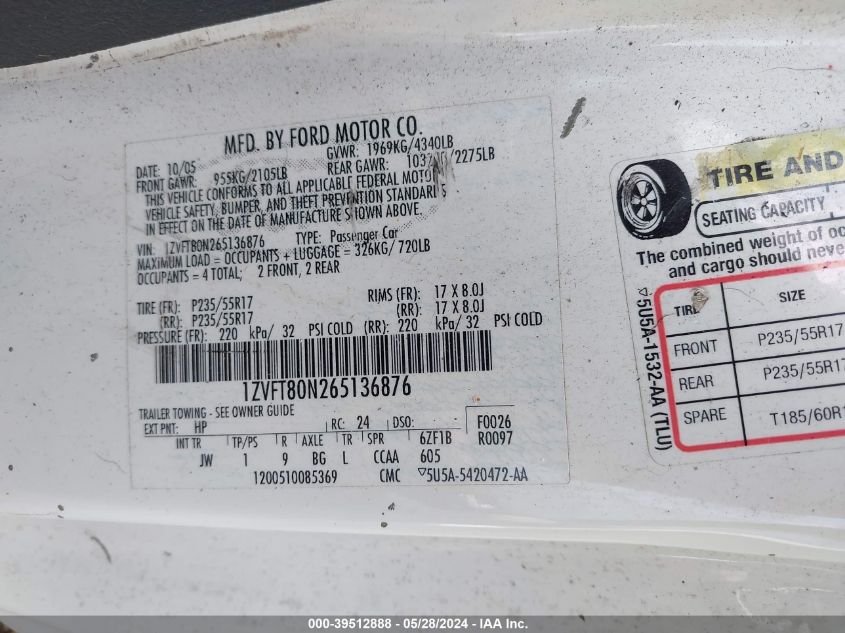 MFD. BY FORD MOTOR CO.
DATE: 10/05 GVWR: 1969KG/4340LB
FRONT GAWR: 955KG/2105LB REAR GAWR: 2275LB
THIS VEHICLE CONFORMS TO ALL APPLICABLE FEDERAL MOTOR
VEHICLE SAFETY, BUMPER, AND THEFT PREVENTION STANDARDS
IN EFFECT ON THE DATE OF MANUFACTURE SHOWN ABOVE.
VIN: 1ZVFT80N265136876 TYPE: Passenger Car
MAXIMUM LOAD = OCCUPANTS + LUGGAGE = 326KG/ 720LB
OCCUPANTS = 4 TOTAL; 2 FRONT, 2 REAR
TIRE (FR): P235/55R17 RIMS (FR): 17 X 8.0J
(RR): P235/55R17 (RR): 17 X 8.0J
PRESSURE (FR): 220 kPa/ 32 PSI COLD (RR): 220 kPa/ 32 PSI COLD
1ZVFT80N265136876
TRAILER TOWING - SEE OWNER GUIDE
EXT PNT: HP RC: 24 DSO: F0026
INT TR TP/PS R AXLE TR SPR 6ZF1B R0097
JW 1 9 BG L CCAA 605
1200510085369 CMC ▽5U5A-5420472-AA
TIRE AND
SEATING CAPACITY
The combined weight of oc
and cargo should neve
▽5U5A-1532-AA (TLU)
TIRE SIZE
FRONT P235/55R17
REAR P235/55R17
SPARE T185/60R1
000-39512888 - 05/28/2024 - IAA Inc.